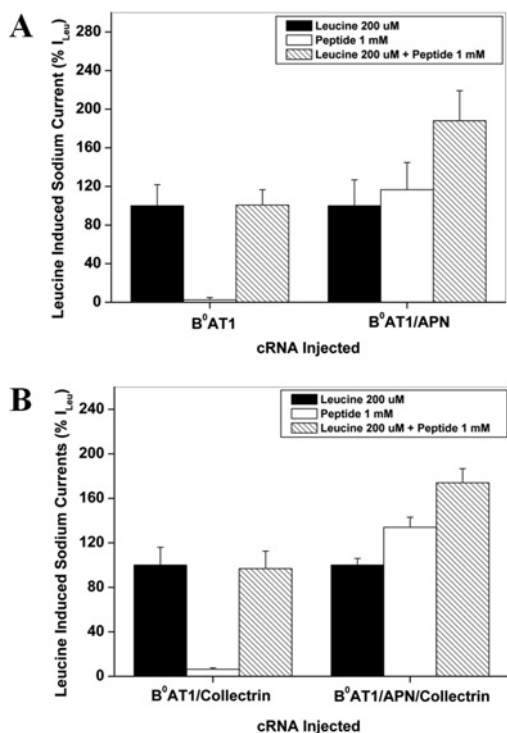 A
Leucine Induced Sodium Current (% I_Leu)
280
240
200
160
120
80
40
0
Leucine 200 uM
Peptide 1 mM
Leucine 200 uM + Peptide 1 mM
B⁰AT1
B⁰AT1/APN
cRNA Injected
B
Leucine Induced Sodium Currents (% I_Leu)
240
200
160
120
80
40
0
Leucine 200 uM
Peptide 1 mM
Leucine 200 uM + Peptide 1 mM
B⁰AT1/Collectrin
B⁰AT1/APN/Collectrin
cRNA Injected